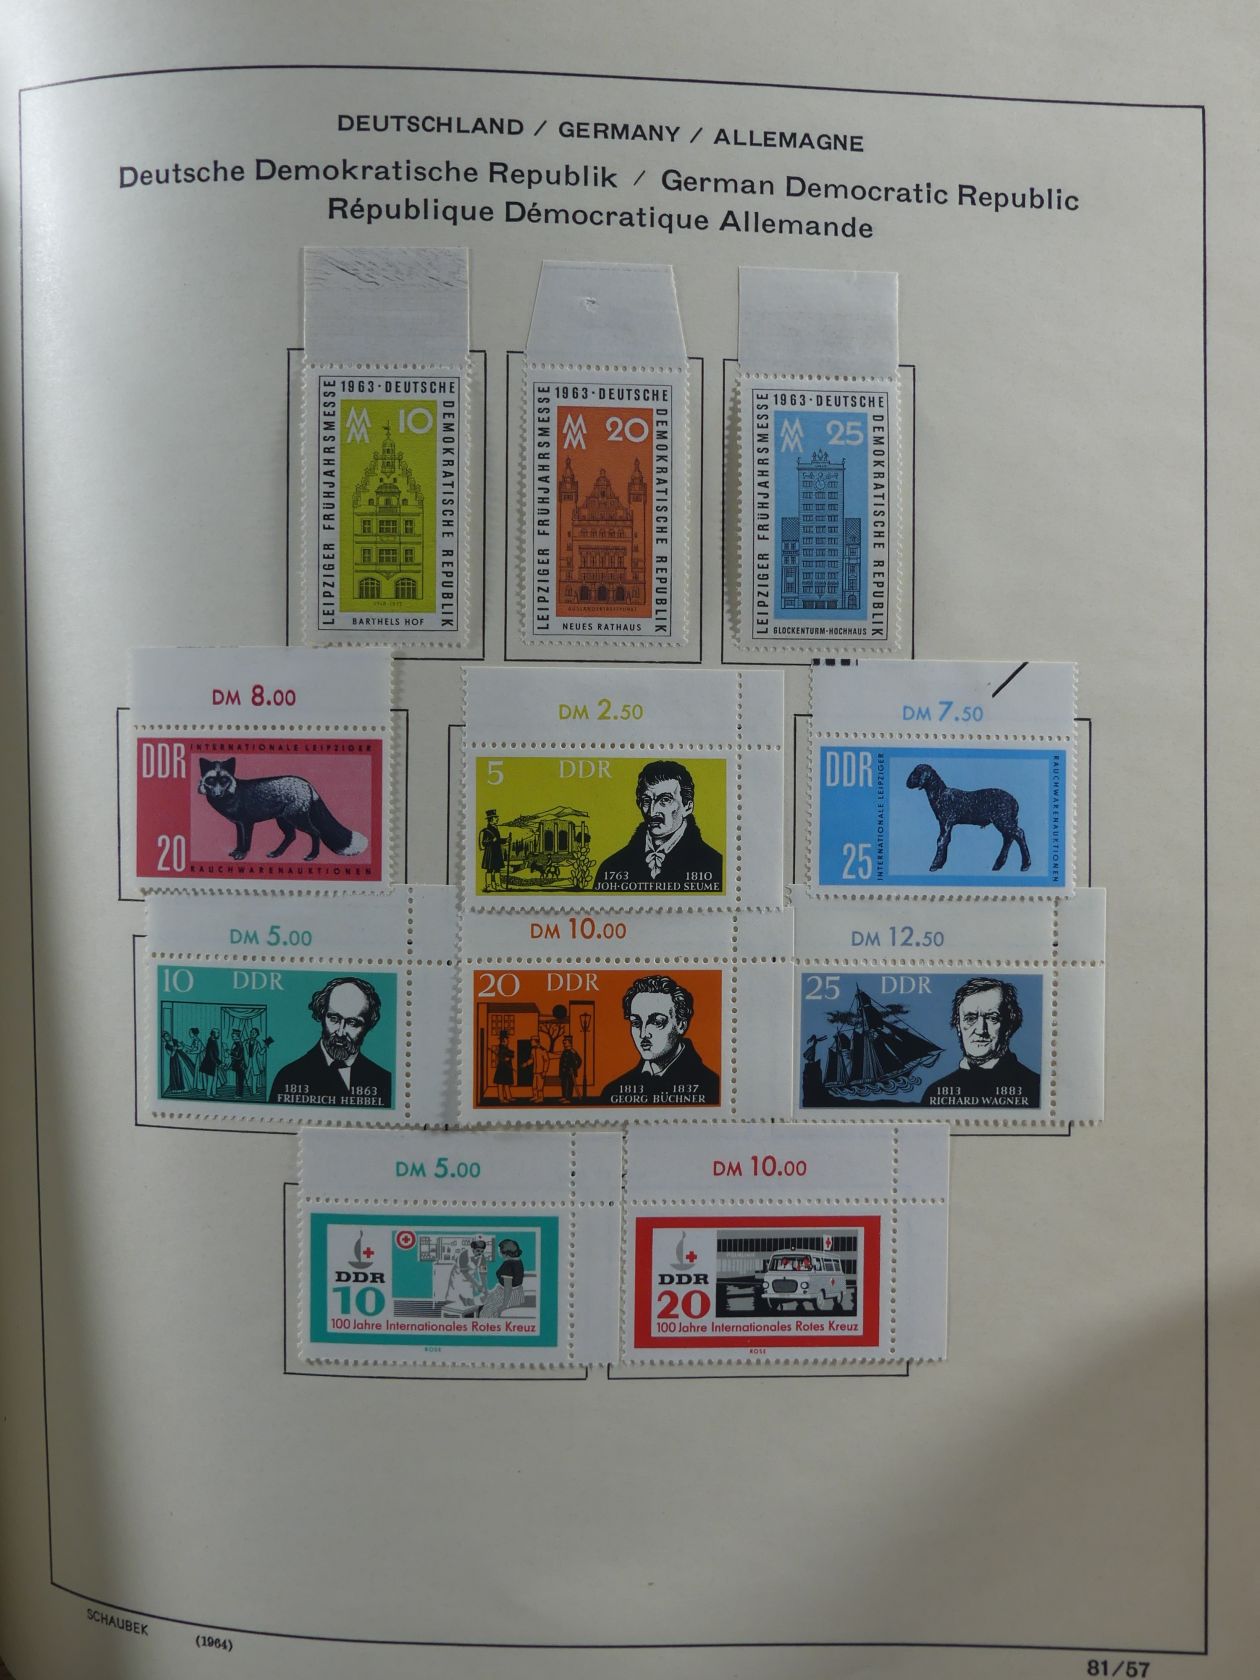 DEUTSCHLAND / GERMANY / ALLEMAGNE
Deutsche Demokratische Republik / German Democratic Republic
République Démocratique Allemande
LEIPZIGER FRÜHJAHRSMESSE 1963·DEUTSCHE DEMOKRATISCHE REPUBLIK
MM 10
BARTHELS HOF
LEIPZIGER FRÜHJAHRSMESSE 1963·DEUTSCHE DEMOKRATISCHE REPUBLIK
MM 20
NEUES RATHAUS
LEIPZIGER FRÜHJAHRSMESSE 1963·DEUTSCHE DEMOKRATISCHE REPUBLIK
MM 25
GLOCKENTURM-HOCHHAUS
DM 8.00
DDR INTERNATIONALE LEIPZIGER
20 RAUCHWARENAUKTIONEN
DM 2.50
5 DDR
1763 1810
JOH·GOTTFRIED SEUME
DM 7.50
DDR
INTERNATIONALE LEIPZIGER
RAUCHWARENAUKTIONEN
25
DM 5.00
10 DDR
1813 1863
FRIEDRICH HEBBEL
DM 10.00
20 DDR
1813 1837
GEORG BÜCHNER
DM 12.50
25 DDR
1813 1883
RICHARD WAGNER
DM 5.00
DDR
10
100 Jahre Internationales Rotes Kreuz
ROSE
DM 10.00
DDR
20
100 Jahre Internationales Rotes Kreuz
ROSE
SCHAUBEK
(1964)
81/57